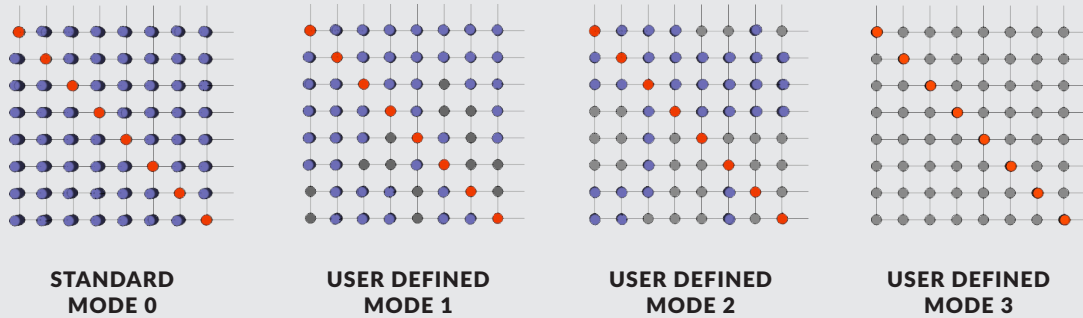 STANDARD
MODE 0
USER DEFINED
MODE 1
USER DEFINED
MODE 2
USER DEFINED
MODE 3